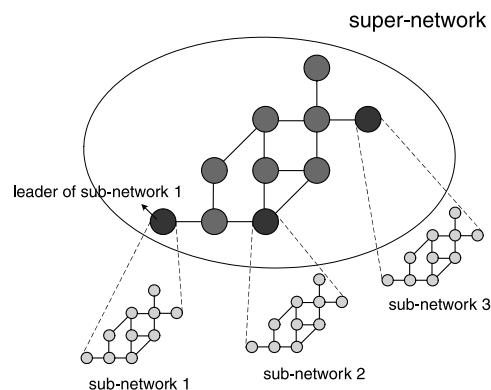 super-network
leader of sub-network 1
sub-network 3
sub-network 2
sub-network 1